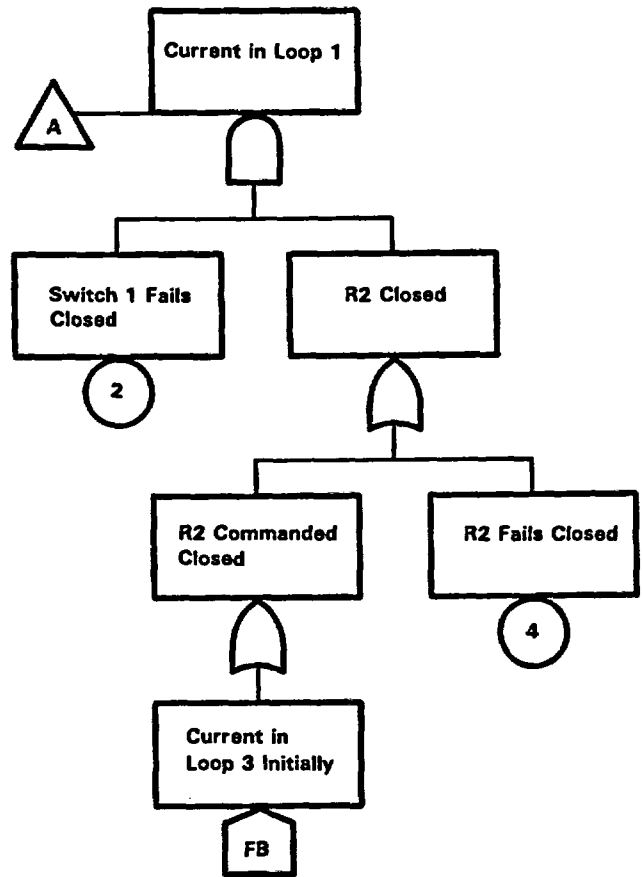 Current in Loop 1
A
Switch 1 Fails
Closed
R2 Closed
2
R2 Commanded
Closed
R2 Fails Closed
4
Current in
Loop 3 Initially
FB